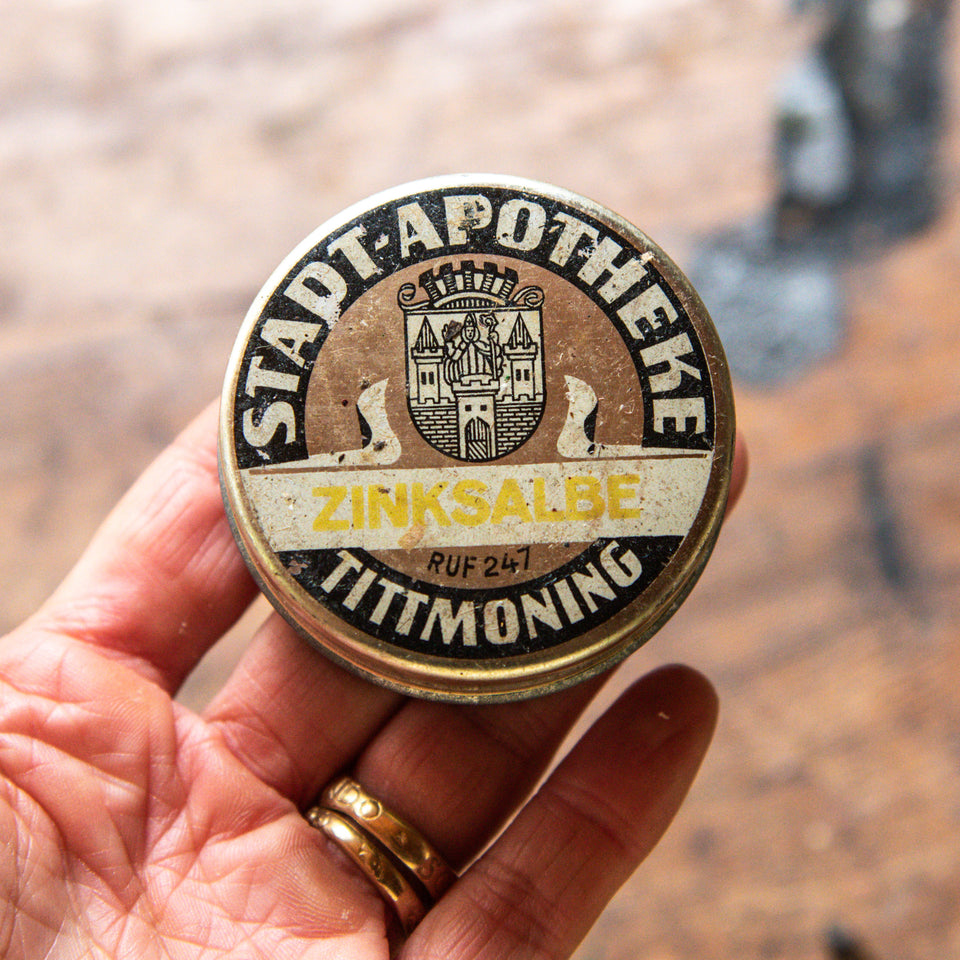 STADT-APOTHEKE
ZINKSALBE
RUF 247
TITTMONING